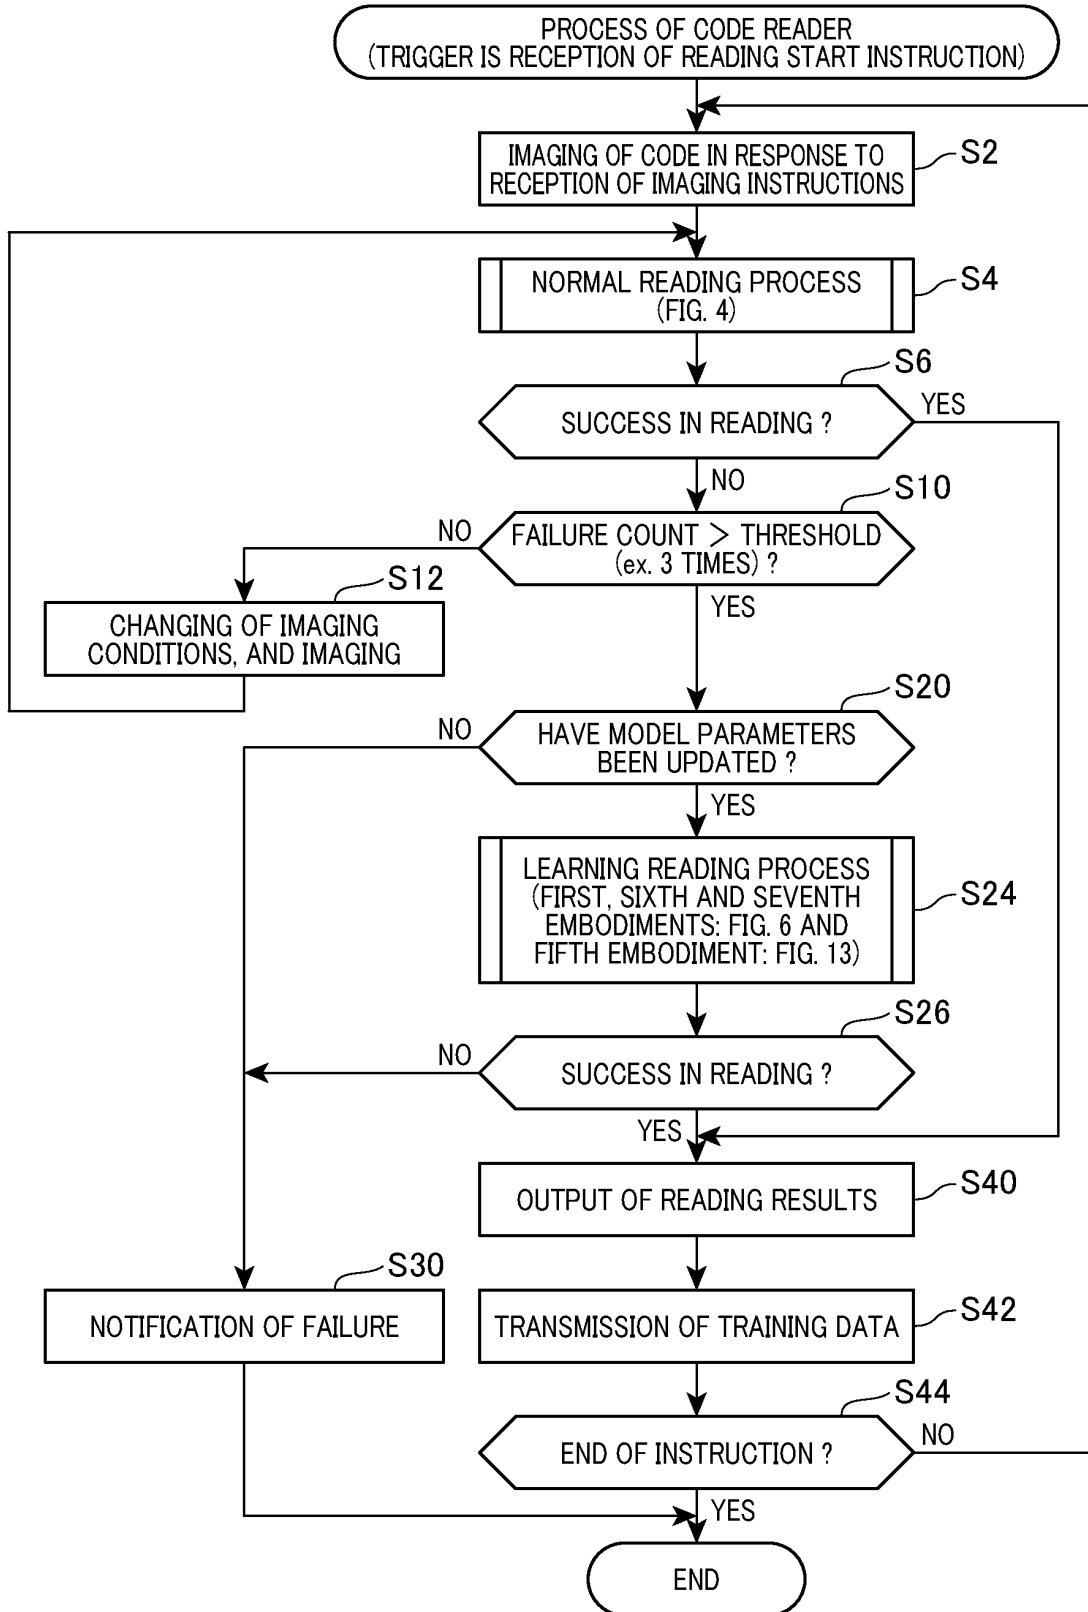 PROCESS OF CODE READER
(TRIGGER IS RECEPTION OF READING START INSTRUCTION)
IMAGING OF CODE IN RESPONSE TO
RECEPTION OF IMAGING INSTRUCTIONS
S2
NORMAL READING PROCESS
(FIG. 4)
S4
S6
SUCCESS IN READING ?
YES
NO
S10
FAILURE COUNT > THRESHOLD
(ex. 3 TIMES) ?
NO
YES
S12
CHANGING OF IMAGING
CONDITIONS, AND IMAGING
S20
HAVE MODEL PARAMETERS
BEEN UPDATED ?
NO
YES
LEARNING READING PROCESS
(FIRST, SIXTH AND SEVENTH
EMBODIMENTS: FIG. 6 AND
FIFTH EMBODIMENT: FIG. 13)
S24
S26
SUCCESS IN READING ?
NO
YES
OUTPUT OF READING RESULTS
S40
S30
NOTIFICATION OF FAILURE
TRANSMISSION OF TRAINING DATA
S42
S44
END OF INSTRUCTION ?
NO
YES
END